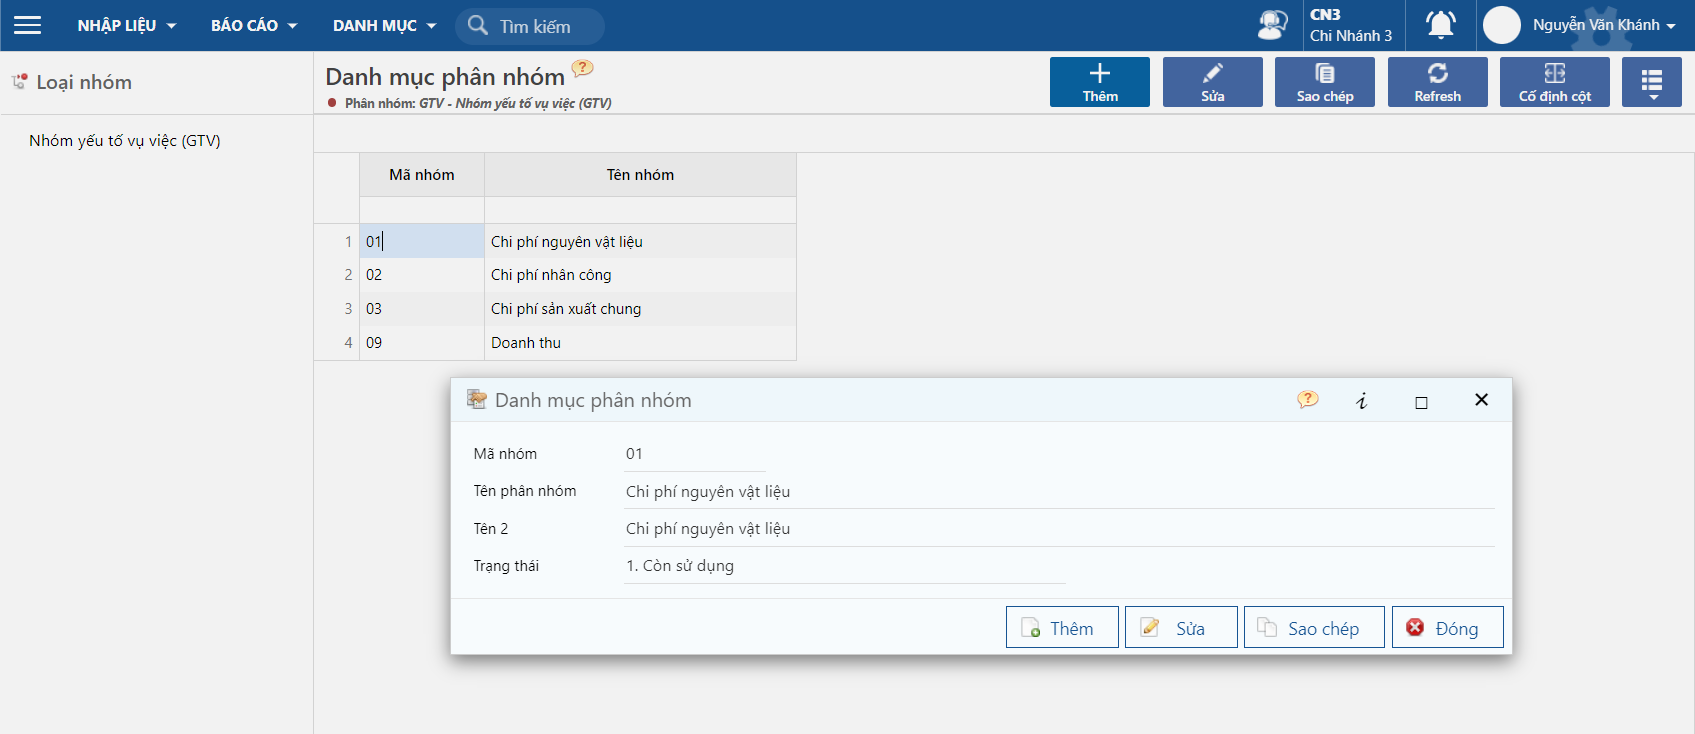 NHẬP LIỆU BÁO CÁO DANH MỤC Tìm kiếm CN3 Nguyễn Văn Khánh
Chi Nhánh 3
Loại nhóm
Nhóm yếu tố vụ việc (GTV)
Danh mục phân nhóm ?
Phân nhóm: GTV - Nhóm yếu tố vụ việc (GTV)
Thêm Sửa Sao chép Refresh Cố định cột
Mã nhóm Tên nhóm
1 01 Chi phí nguyên vật liệu
2 02 Chi phí nhân công
3 03 Chi phí sản xuất chung
4 09 Doanh thu
Danh mục phân nhóm ? i
Mã nhóm 01
Tên phân nhóm Chi phí nguyên vật liệu
Tên 2 Chi phí nguyên vật liệu
Trạng thái 1. Còn sử dụng
Thêm Sửa Sao chép Đóng